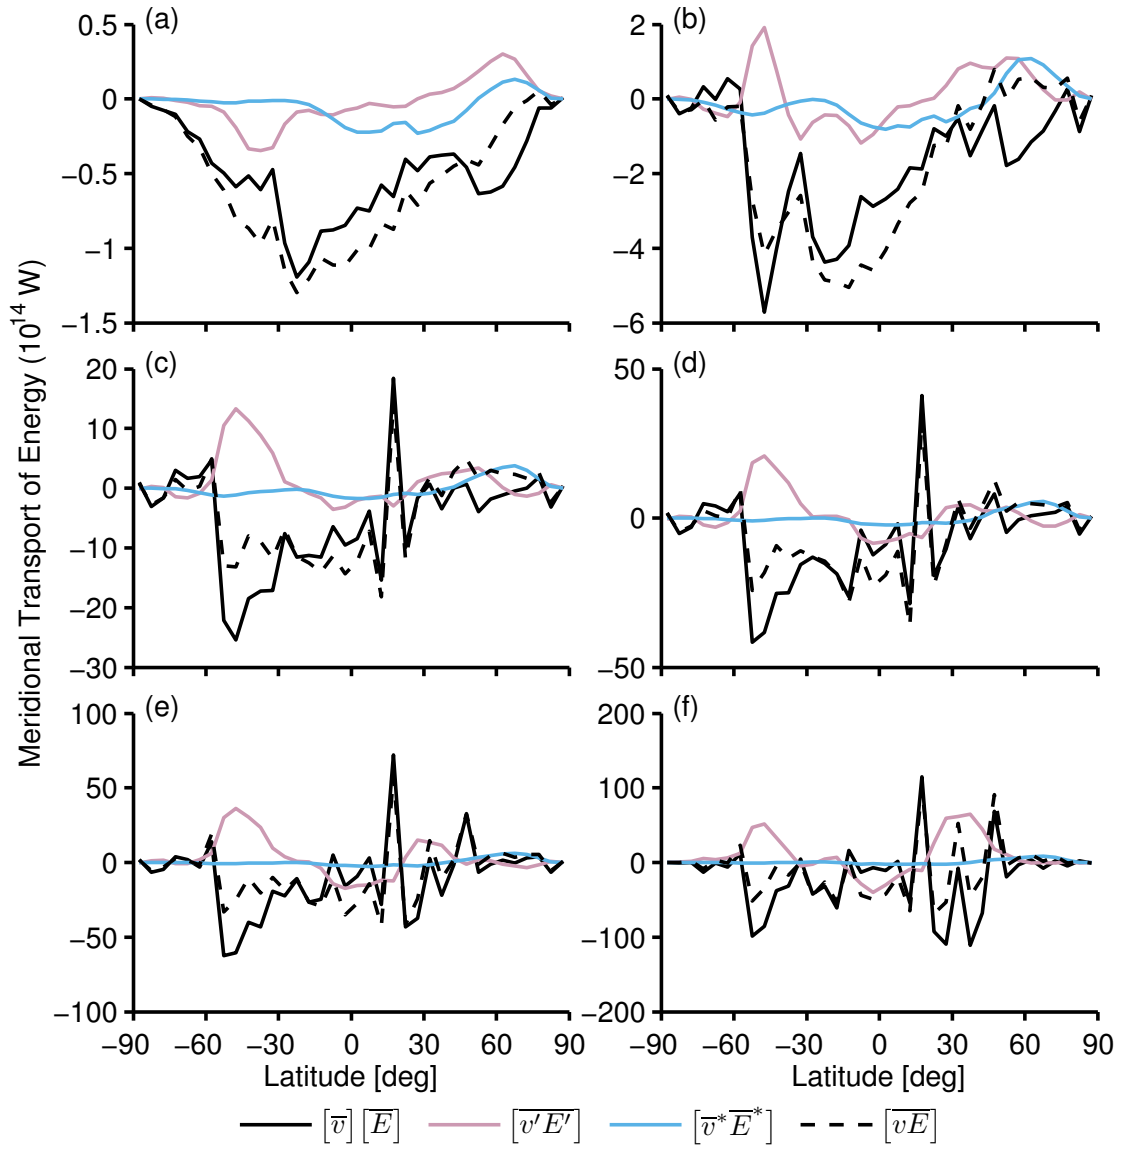 Meridional Transport of Energy (10^14 W)
(a)
0.5
0
−0.5
−1
−1.5
(b)
2
0
−2
−4
−6
(c)
20
10
0
−10
−20
−30
(d)
50
0
−50
(e)
100
50
0
−50
−100
−90 −60 −30 0 30 60 90
Latitude [deg]
(f)
200
100
0
−100
−200
−90 −60 −30 0 30 60 90
Latitude [deg]
[v̅][E̅] [v′E′]̅ [v̅*E̅*] [vE]̅